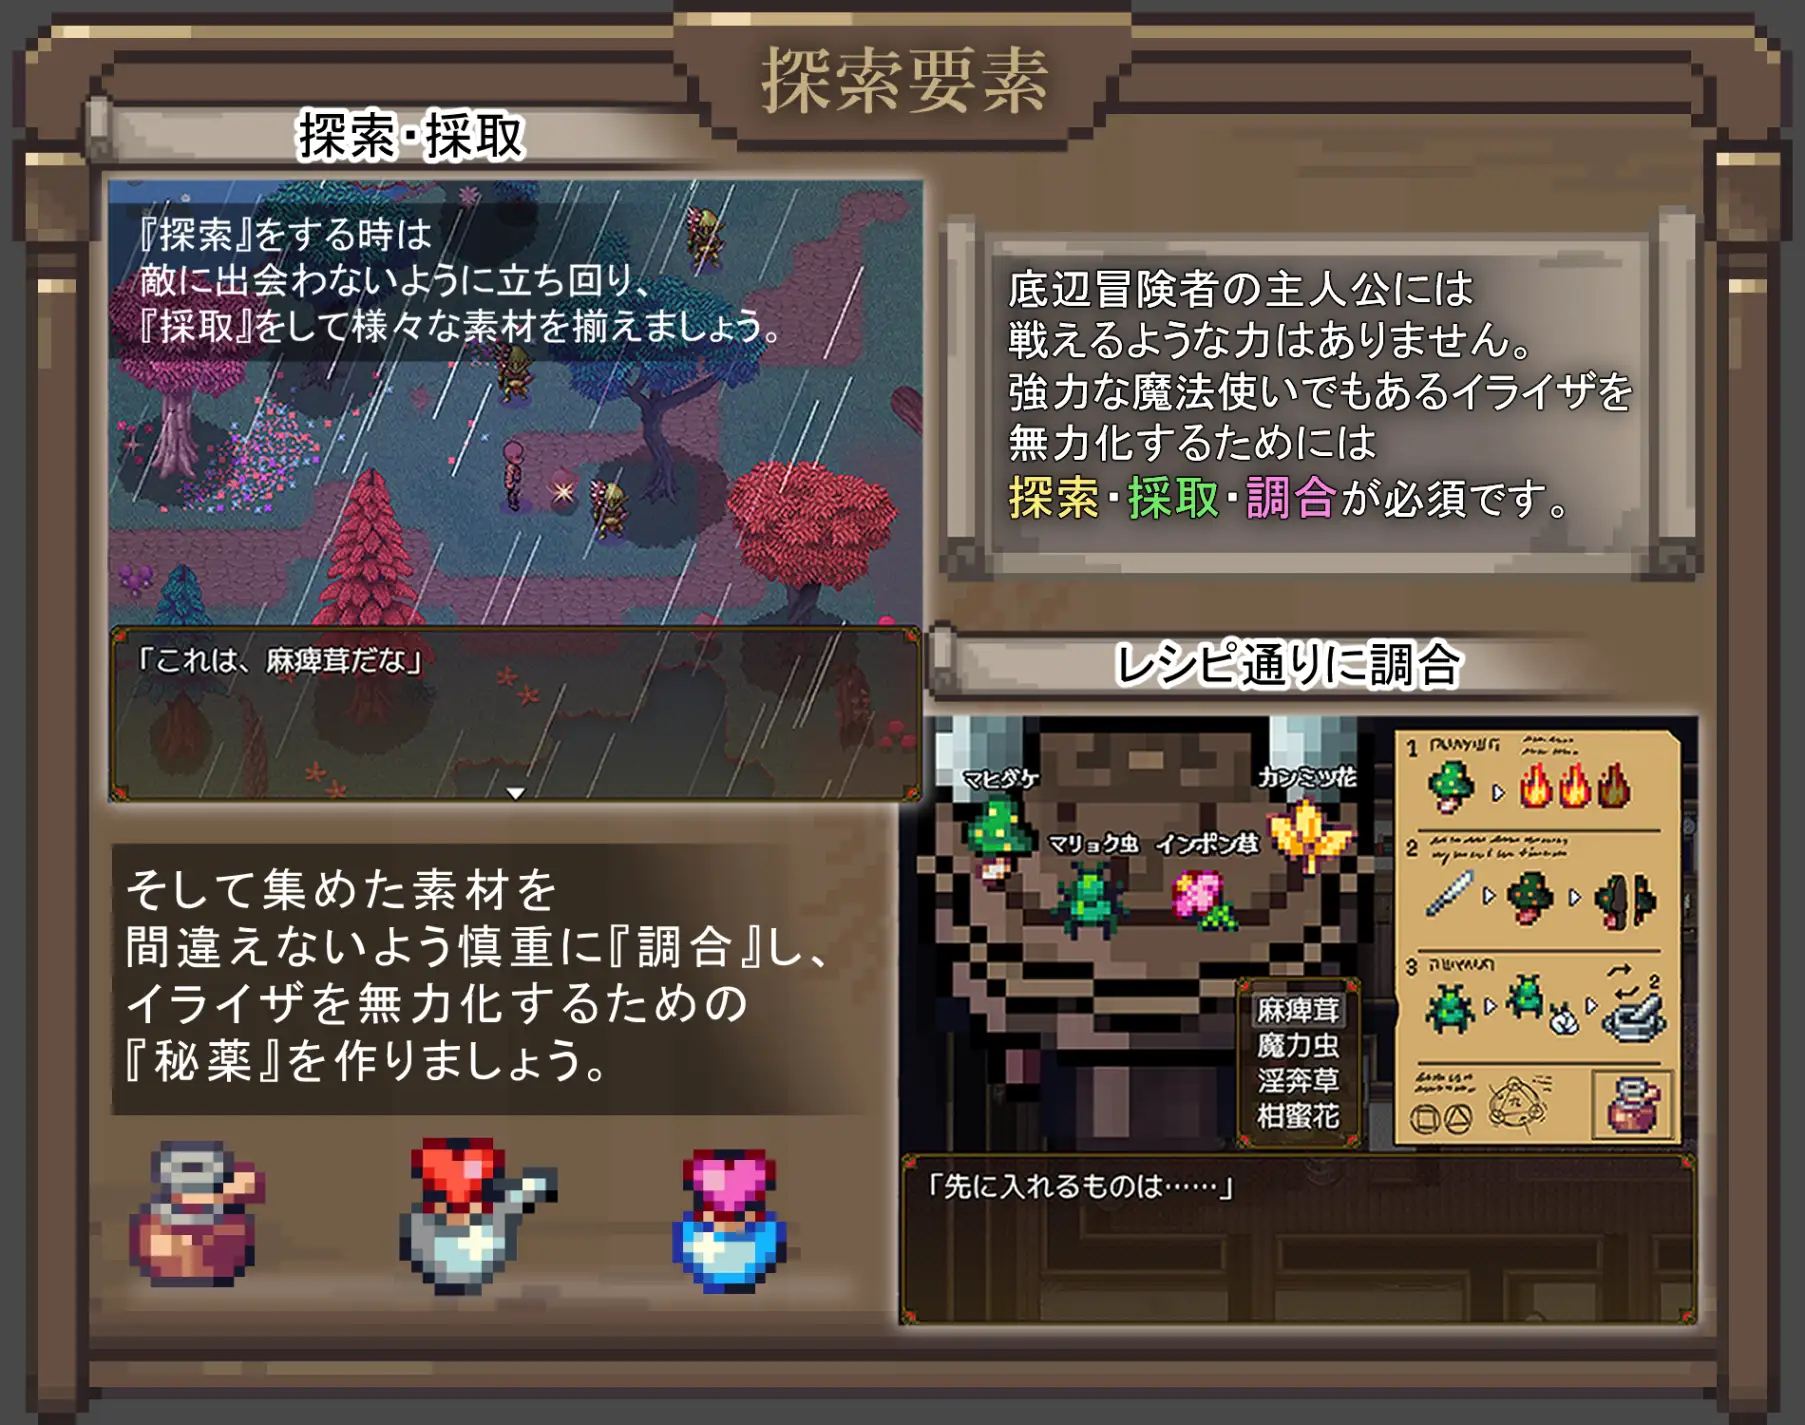 探索要素
探索・採取
『探索』をする時は
敵に出会わないように立ち回り、
『採取』をして様々な素材を揃えましょう。
「これは、麻痺茸だな」
底辺冒険者の主人公には
戦えるような力はありません。
強力な魔法使いでもあるイライザを
無力化するためには
探索・採取・調合が必須です。
そして集めた素材を
間違えないよう慎重に『調合』し、
イライザを無力化するための
『秘薬』を作りましょう。
レシピ通りに調合
マヒダケ
カンミツ花
マリョク虫
インポン草
麻痺茸
魔力虫
淫奔草
柑蜜花
1
2
3
2
「先に入れるものは……」